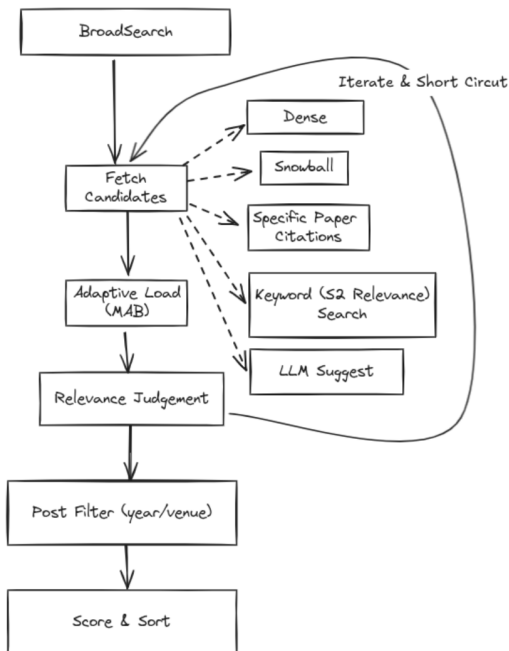 BroadSearch
Iterate & Short Circut
Dense
Snowball
Fetch
Candidates
Specific Paper
Citations
Adaptive Load
(MAB)
Keyword (S2 Relevance)
Search
LLM Suggest
Relevance Judgement
Post Filter (year/venue)
Score & Sort